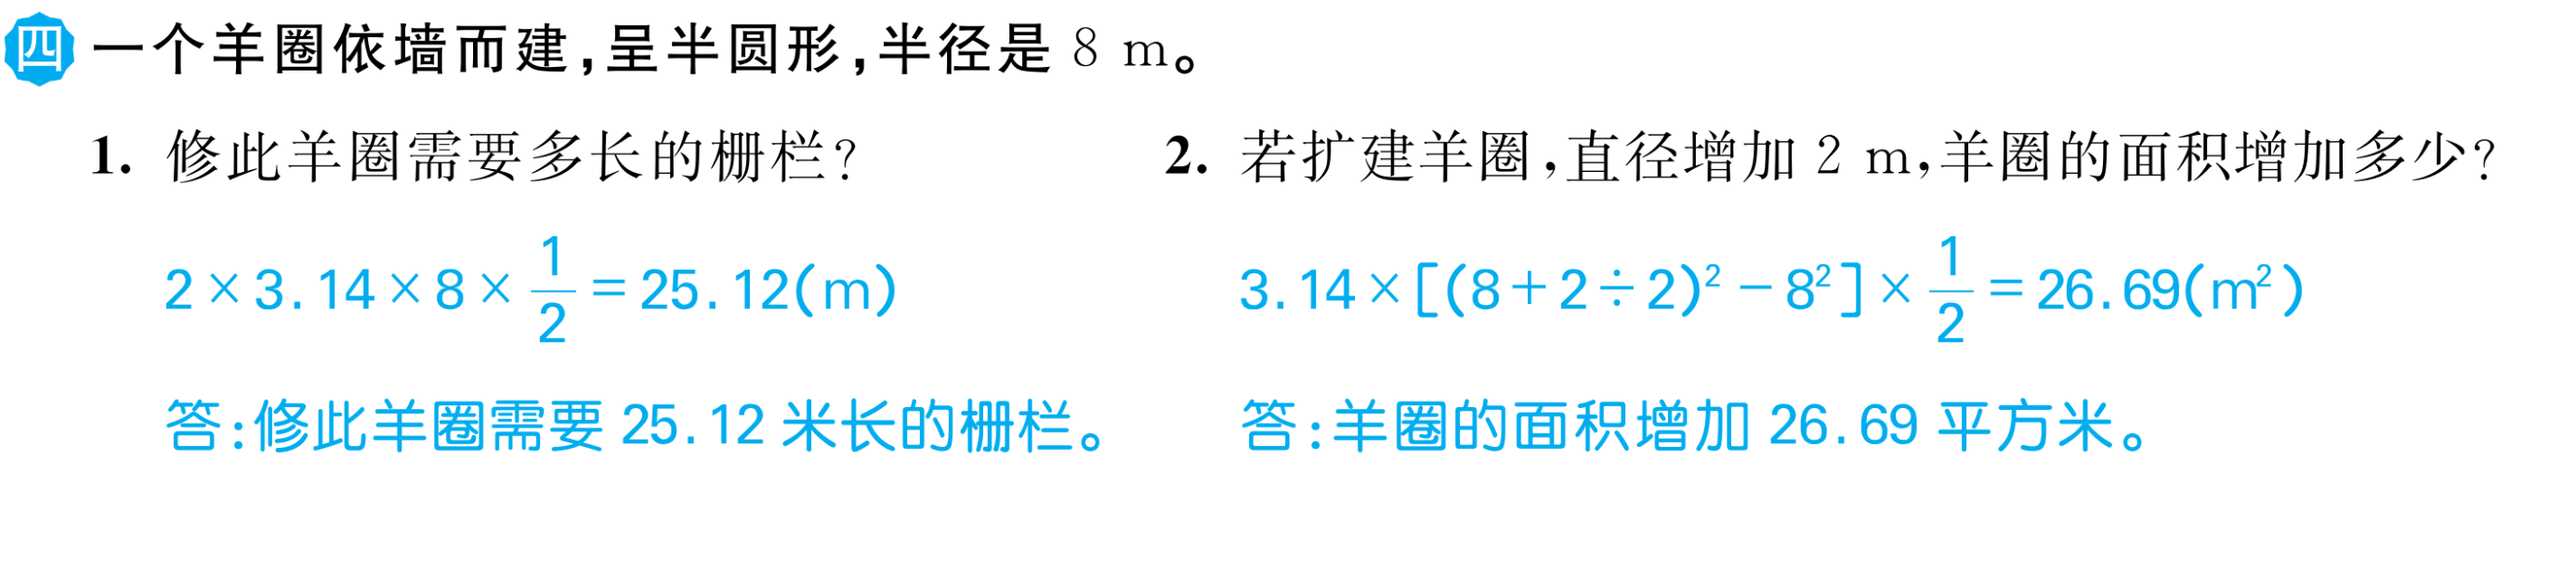 四 一个羊圈依墙而建,呈半圆形,半径是 8 m。
1. 修此羊圈需要多长的栅栏?
2 × 3.14 × 8 × 1/2 = 25.12(m)
答:修此羊圈需要 25.12 米长的栅栏。
2. 若扩建羊圈,直径增加 2 m,羊圈的面积增加多少?
3.14 × [(8 + 2 ÷ 2)² − 8²] × 1/2 = 26.69(m²)
答:羊圈的面积增加 26.69 平方米。